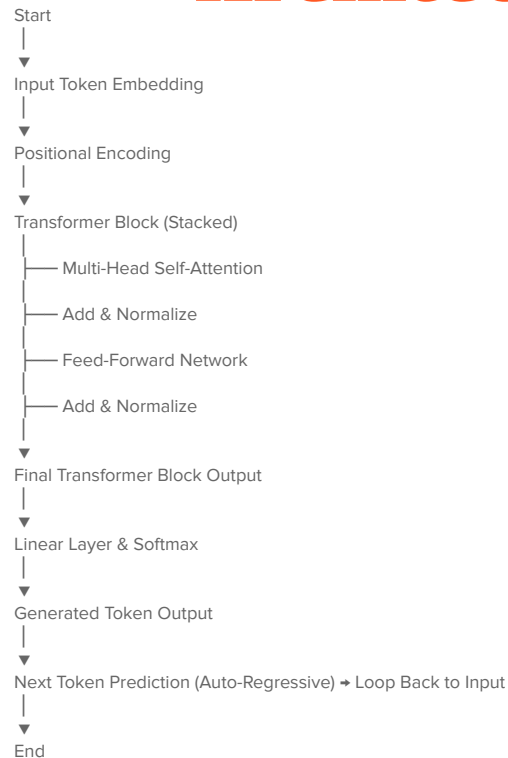 Start
Input Token Embedding
Positional Encoding
Transformer Block (Stacked)
Multi-Head Self-Attention
Add & Normalize
Feed-Forward Network
Add & Normalize
Final Transformer Block Output
Linear Layer & Softmax
Generated Token Output
Next Token Prediction (Auto-Regressive) → Loop Back to Input
End